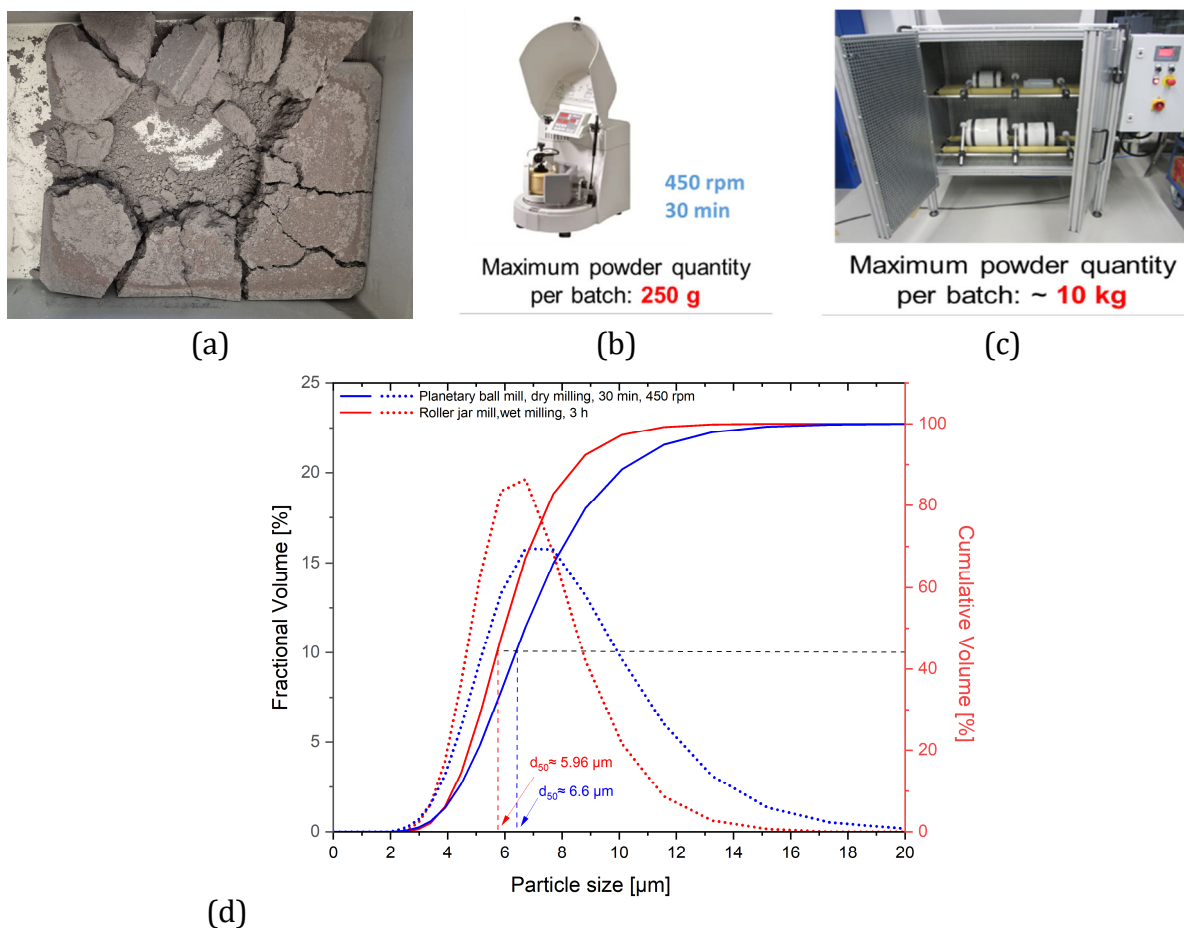 450 rpm
30 min
Maximum powder quantity
per batch: 250 g
Maximum powder quantity
per batch: ~ 10 kg
(a)
(b)
(c)
25
20
15
10
5
0
Fractional Volume [%]
Planetary ball mill, dry milling, 30 min, 450 rpm
Roller jar mill,wet milling, 3 h
d50≈ 5.96 µm
d50≈ 6.6 µm
100
80
60
40
20
0
Cumulative Volume [%]
0 2 4 6 8 10 12 14 16 18 20
Particle size [µm]
(d)